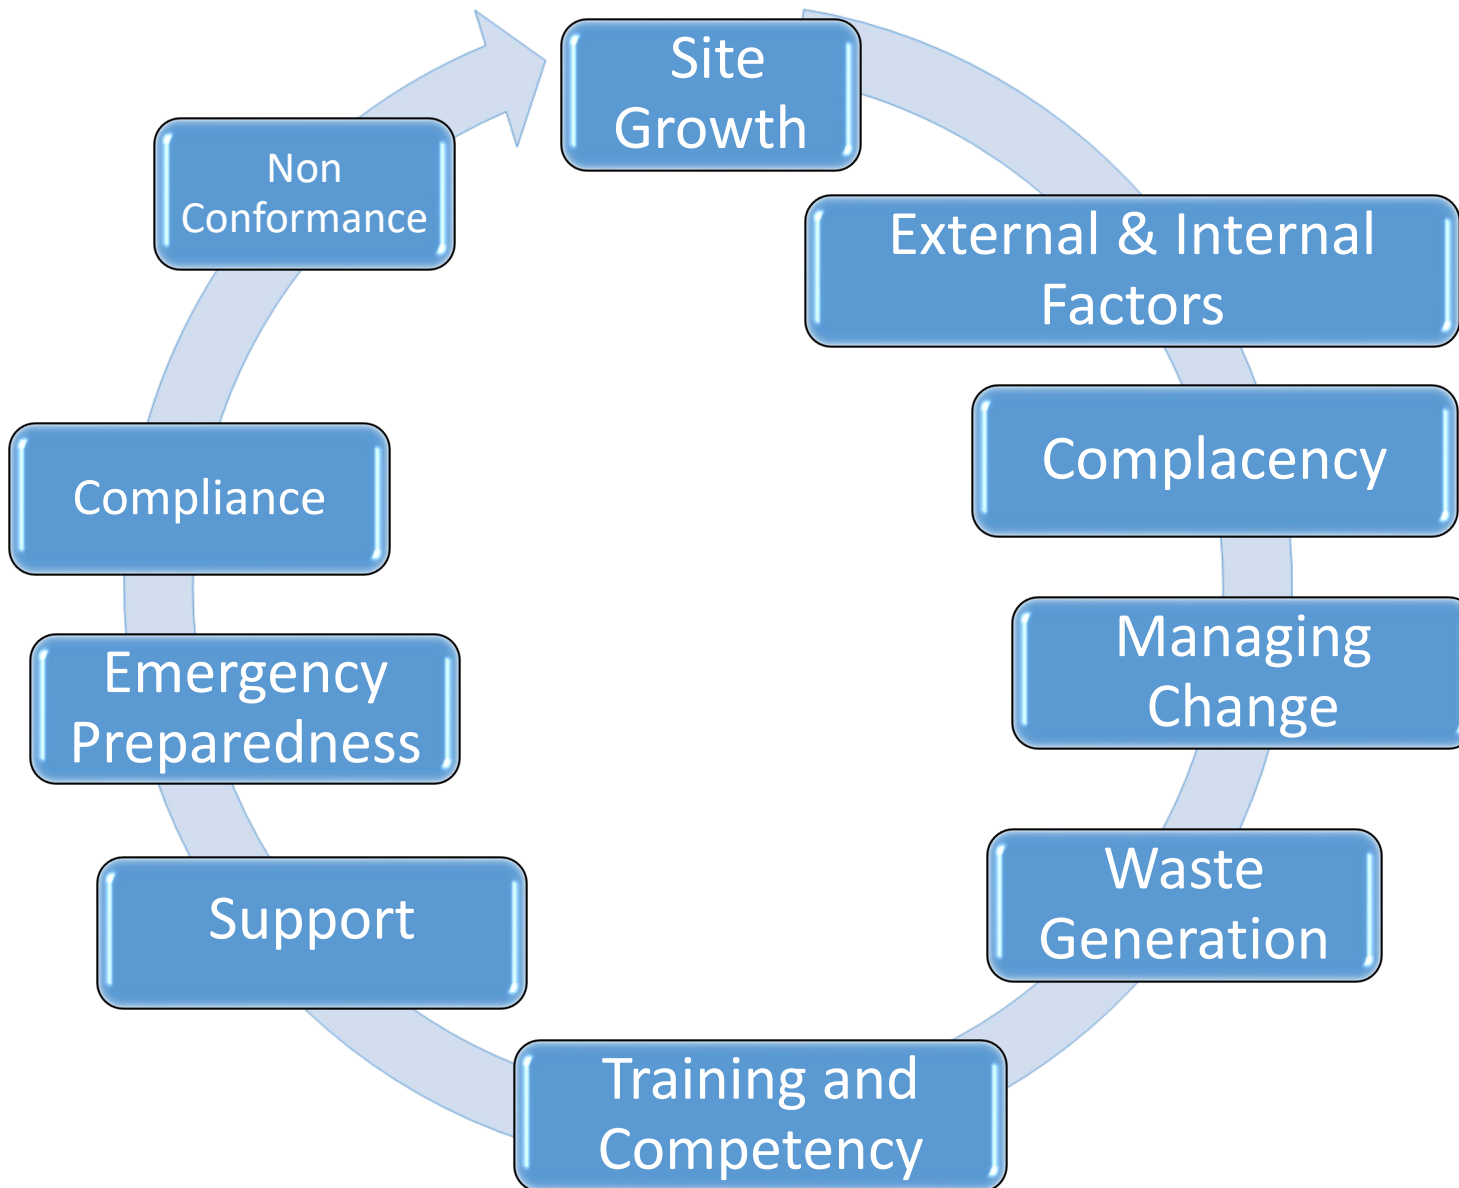 Site
Growth
External & Internal
Factors
Complacency
Managing
Change
Waste
Generation
Training and
Competency
Support
Emergency
Preparedness
Compliance
Non
Conformance